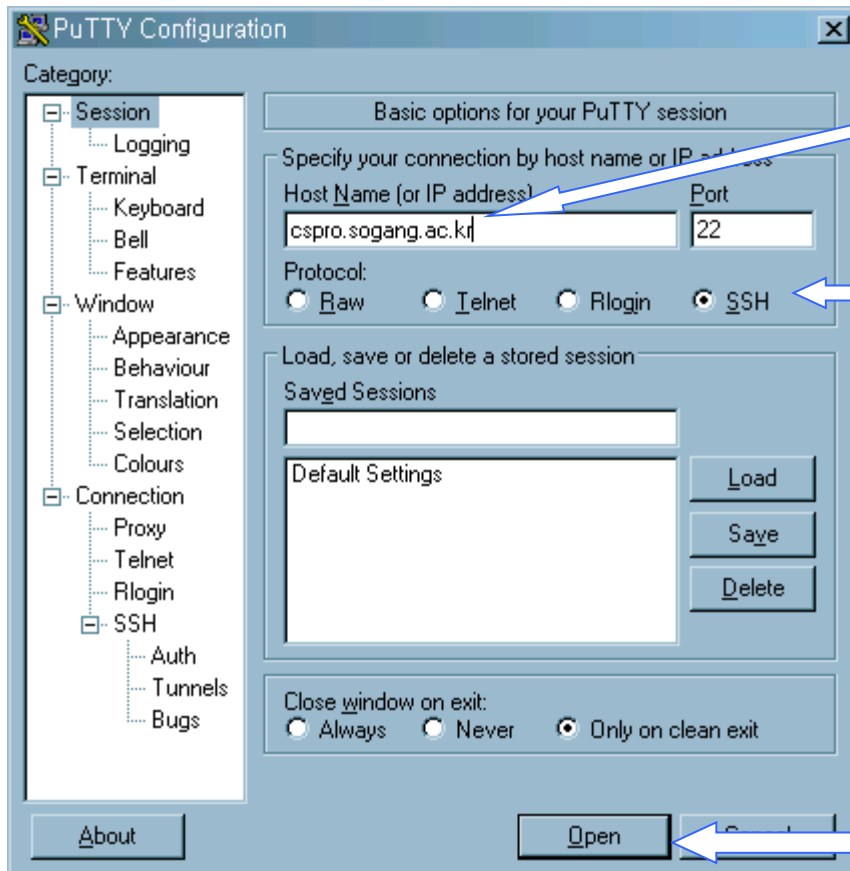 PuTTY Configuration
Category:
Session
Logging
Terminal
Keyboard
Bell
Features
Window
Appearance
Behaviour
Translation
Selection
Colours
Connection
Proxy
Telnet
Rlogin
SSH
Auth
Tunnels
Bugs
Basic options for your PuTTY session
Specify your connection by host name or IP address
Host Name (or IP address)
Port
cspro.sogang.ac.kr
22
Protocol:
Raw
Telnet
Rlogin
SSH
Load, save or delete a stored session
Saved Sessions
Default Settings
Load
Save
Delete
Close window on exit:
Always
Never
Only on clean exit
About
Open